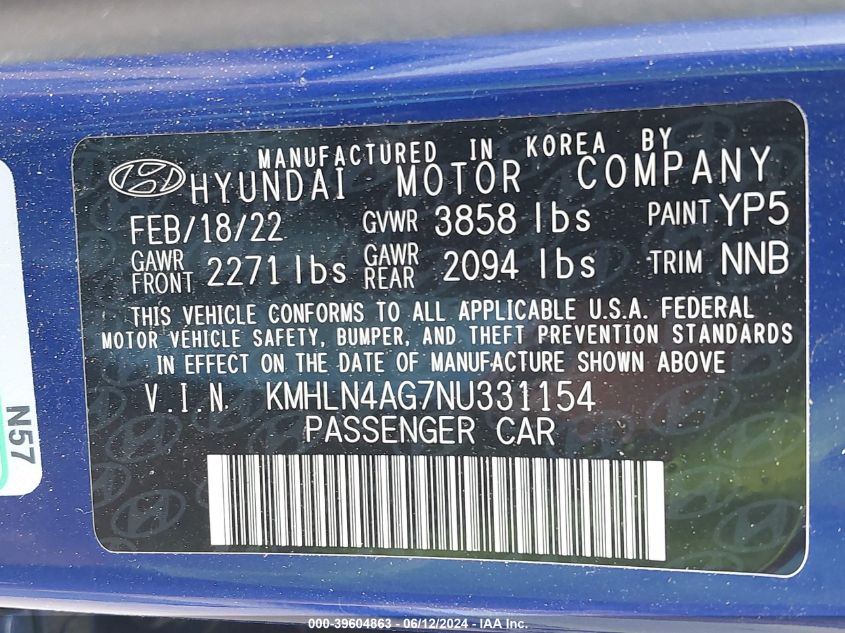 MANUFACTURED IN KOREA BY
HYUNDAI MOTOR COMPANY
FEB/18/22 GVWR 3858 lbs PAINT YP5
GAWR FRONT 2271 lbs GAWR REAR 2094 lbs TRIM NNB
THIS VEHICLE CONFORMS TO ALL APPLICABLE U.S.A. FEDERAL
MOTOR VEHICLE SAFETY, BUMPER, AND THEFT PREVENTION STANDARDS
IN EFFECT ON THE DATE OF MANUFACTURE SHOWN ABOVE
V.I.N. KMHLN4AG7NU331154
PASSENGER CAR
N57
000-39604863 - 06/12/2024 - IAA Inc.